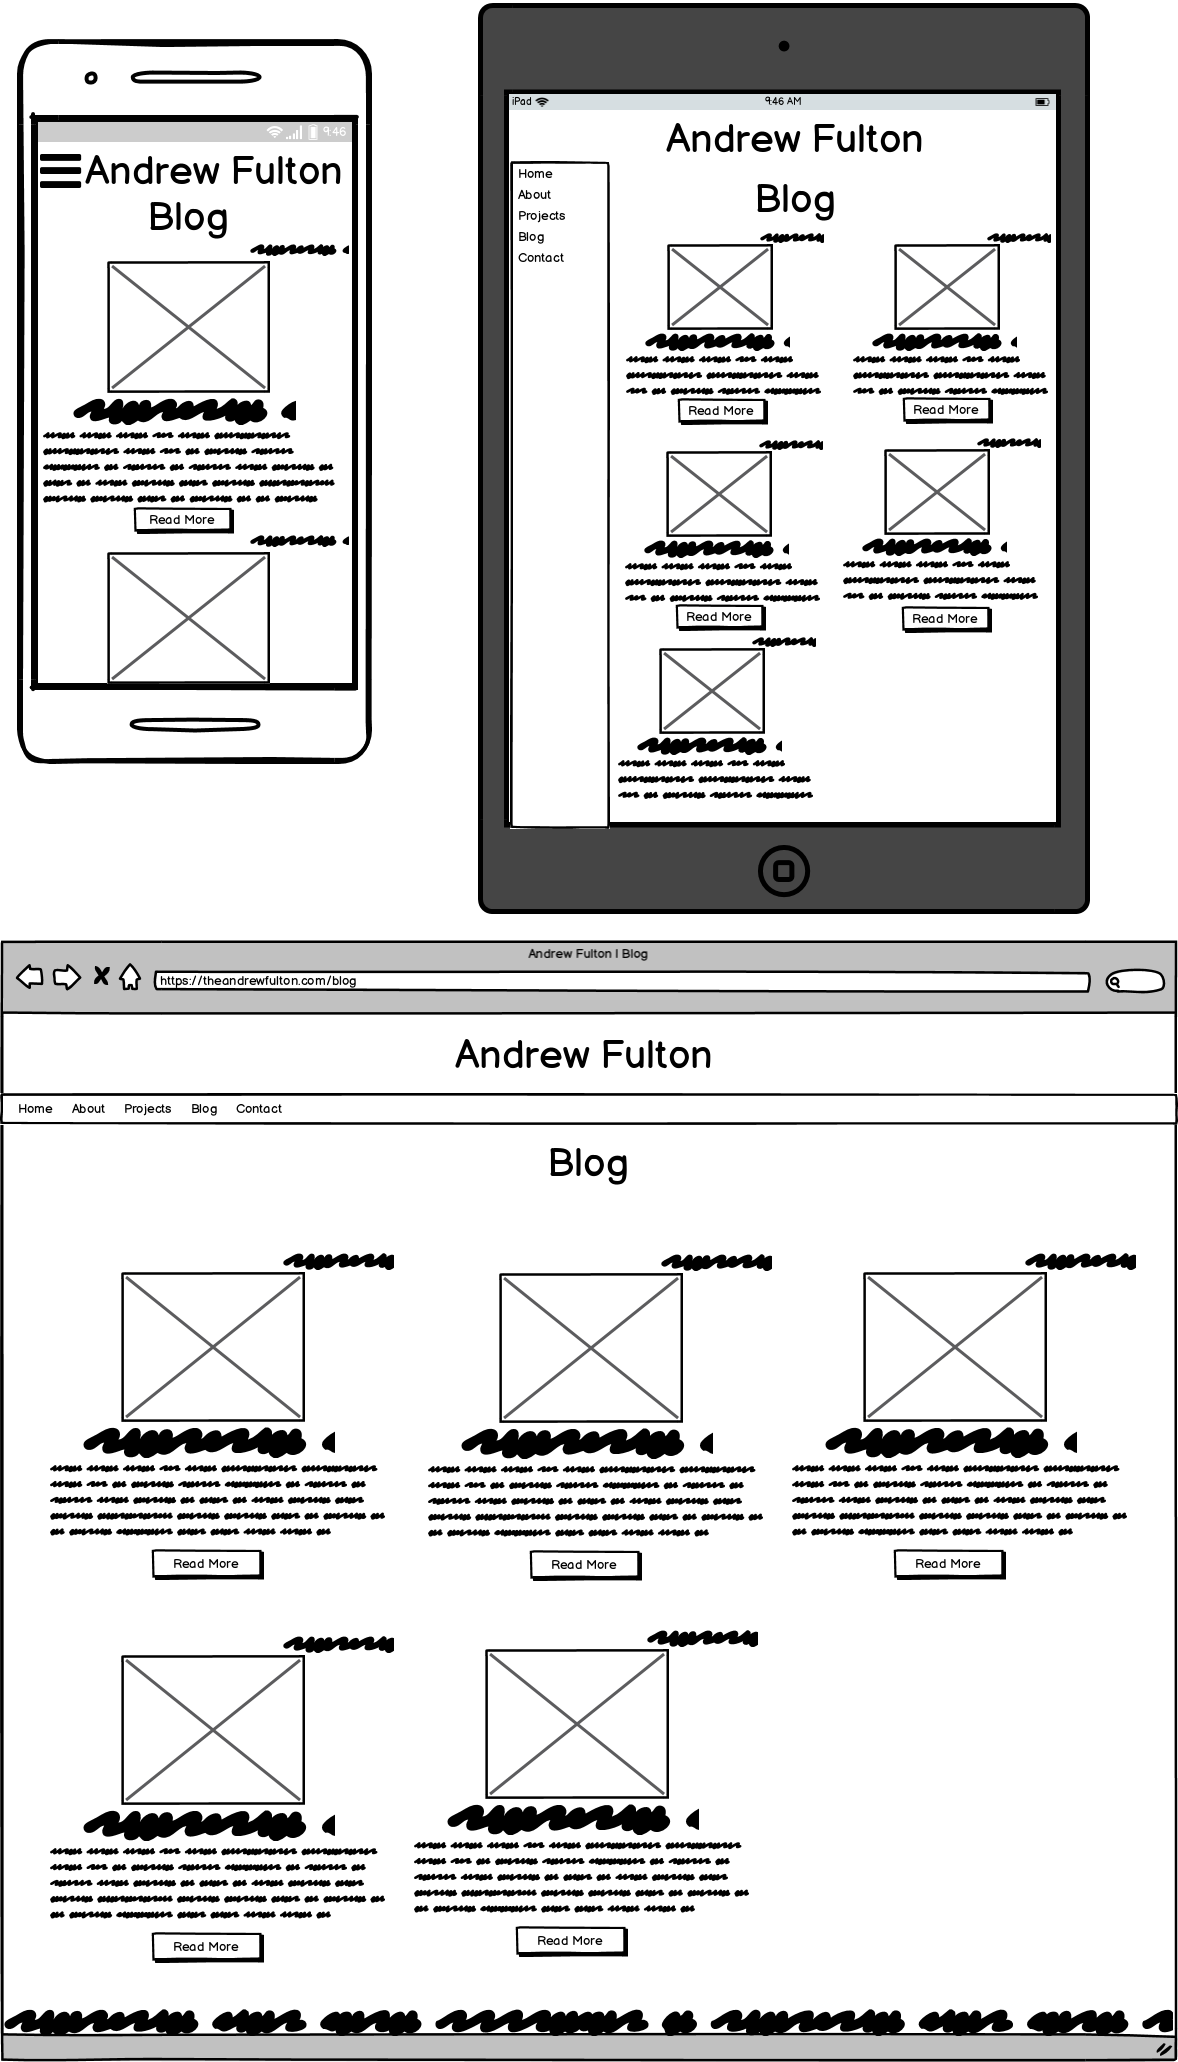 9:46
Andrew Fulton
Blog
Read More
iPad
9:46 AM
Andrew Fulton
Home
About
Projects
Blog
Contact
Blog
Read More
Read More
Read More
Read More
Andrew Fulton | Blog
https://theandrewfulton.com/blog
Andrew Fulton
Home About Projects Blog Contact
Blog
Read More Read More Read More
Read More Read More